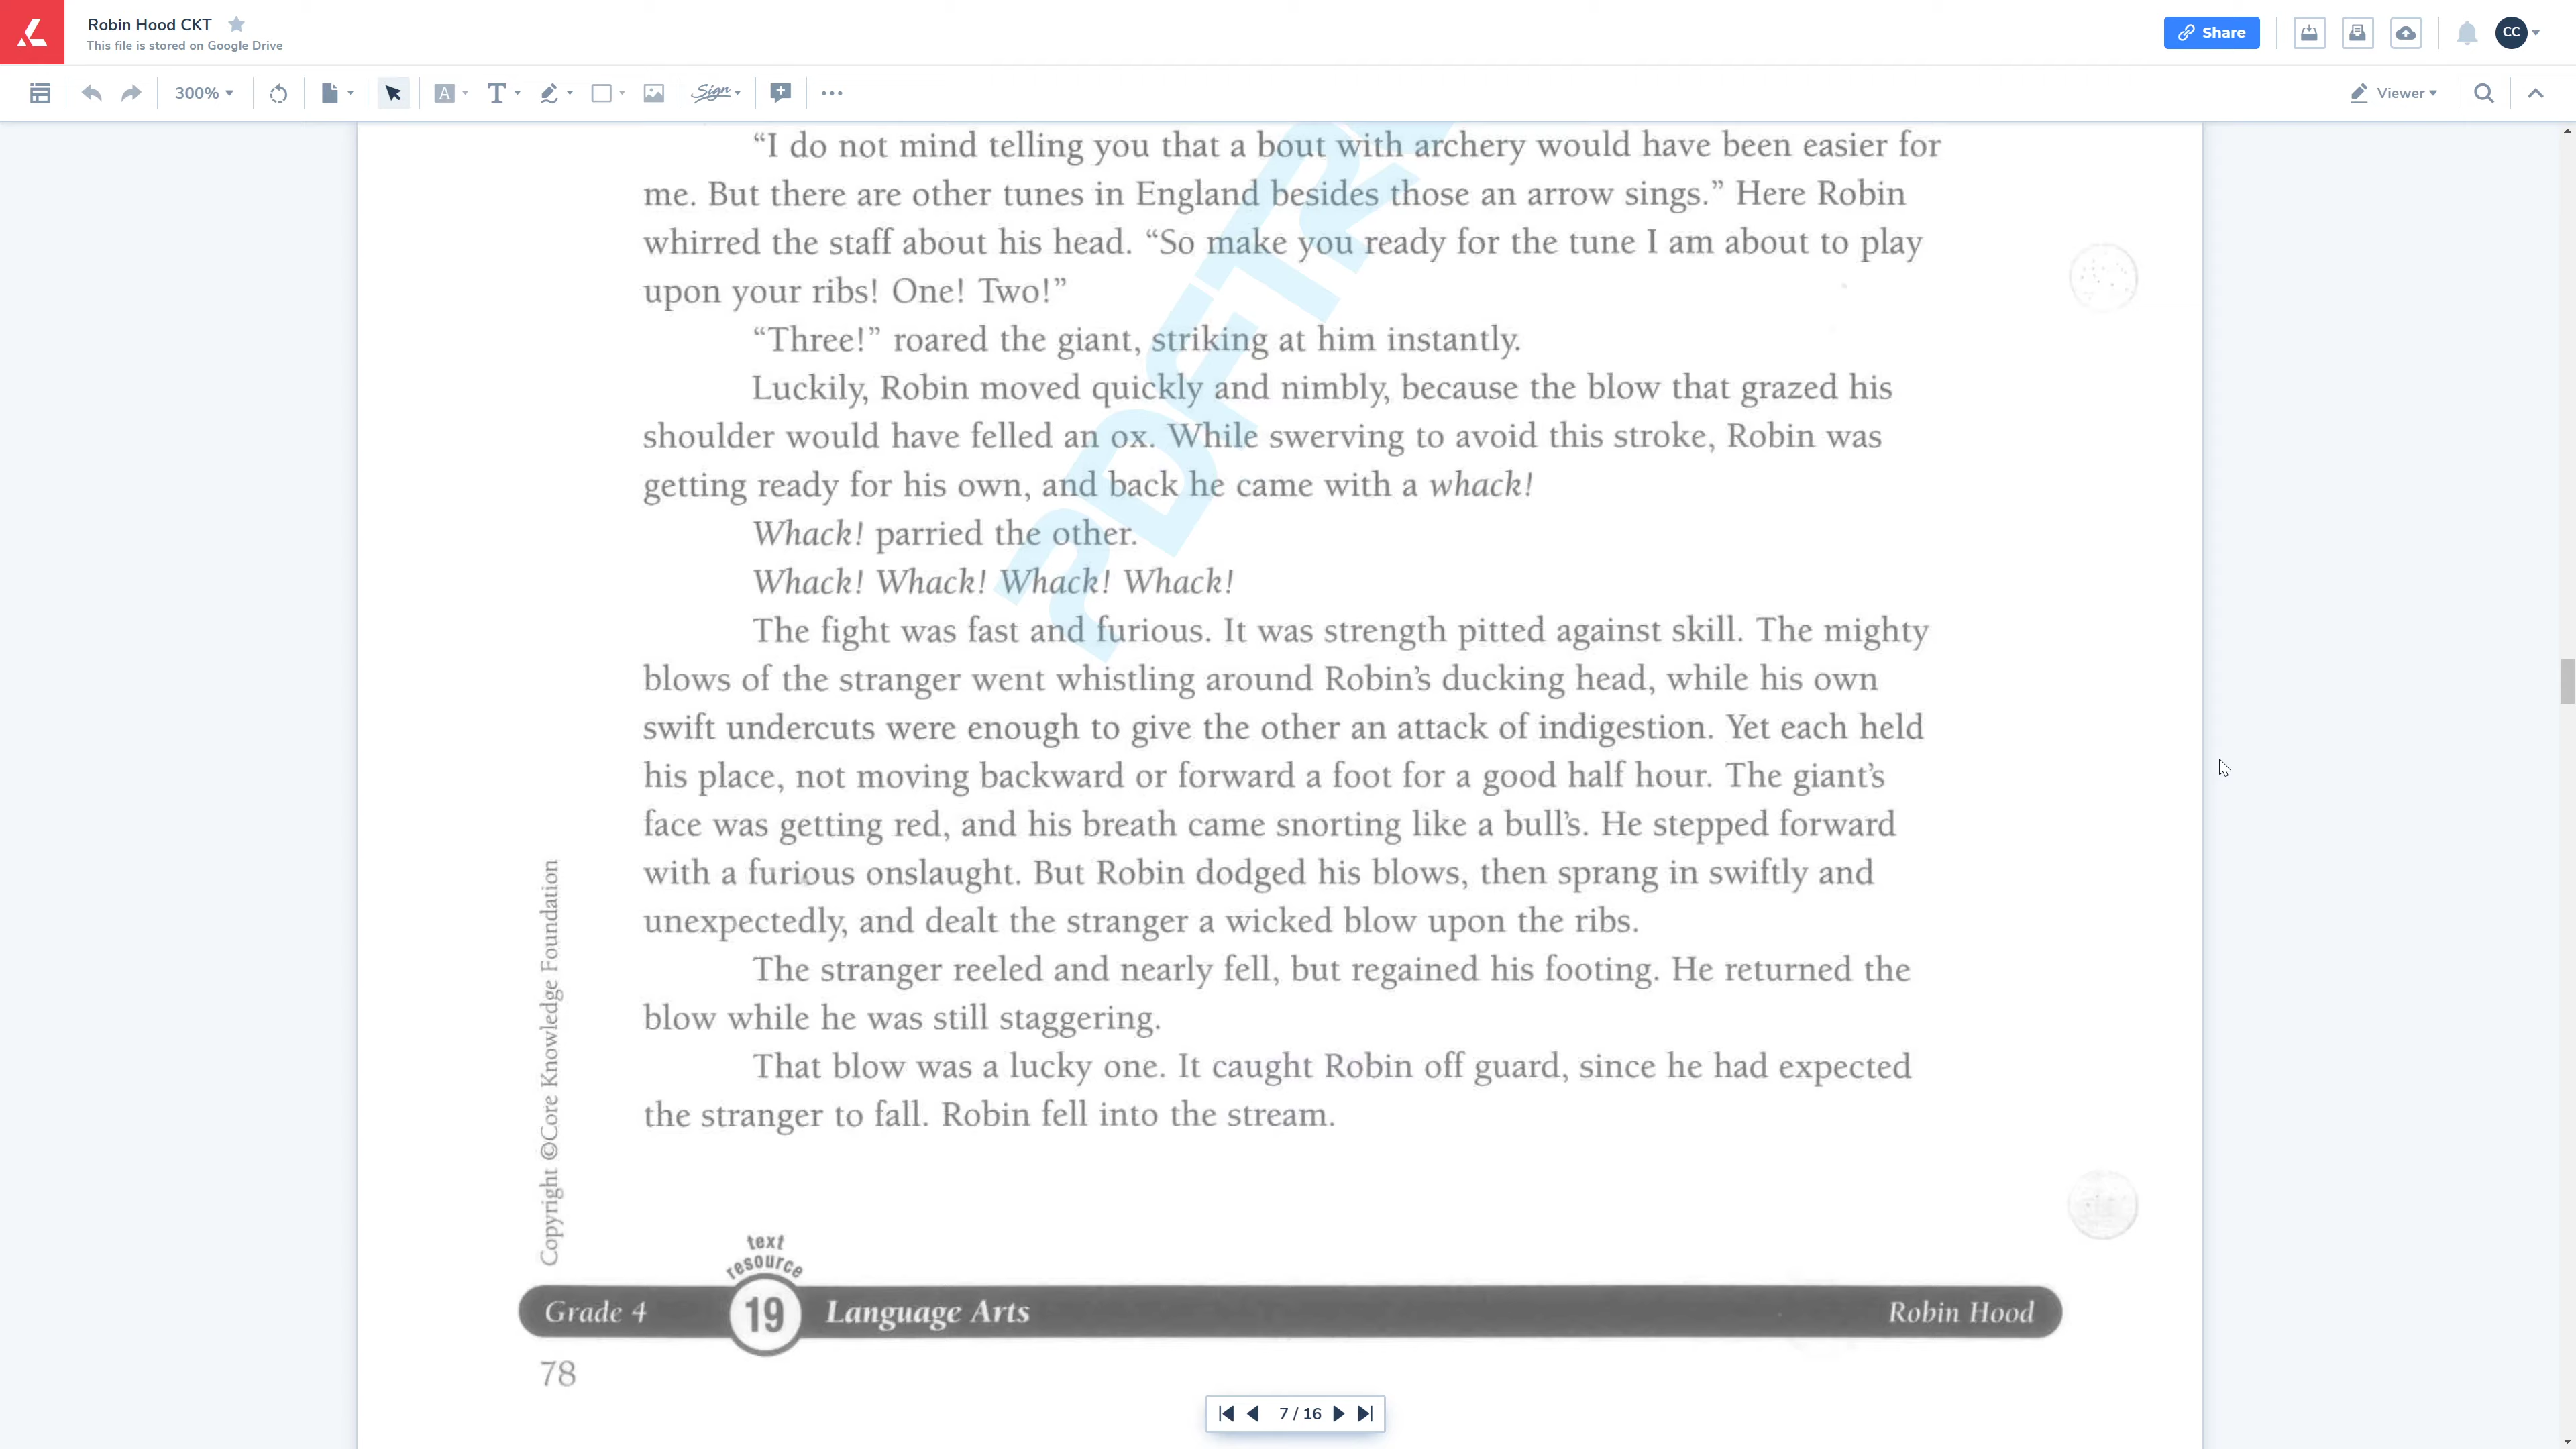 Robin Hood CKT
This file is stored on Google Drive
Share
CC
300%
A
T
Sign
Viewer
“I do not mind telling you that a bout with archery would have been easier for
me. But there are other tunes in England besides those an arrow sings.” Here Robin
whirred the staff about his head. “So make you ready for the tune I am about to play
upon your ribs! One! Two!”
“Three!” roared the giant, striking at him instantly.
Luckily, Robin moved quickly and nimbly, because the blow that grazed his
shoulder would have felled an ox. While swerving to avoid this stroke, Robin was
getting ready for his own, and back he came with a whack!
Whack! parried the other.
Whack! Whack! Whack! Whack!
The fight was fast and furious. It was strength pitted against skill. The mighty
blows of the stranger went whistling around Robin’s ducking head, while his own
swift undercuts were enough to give the other an attack of indigestion. Yet each held
his place, not moving backward or forward a foot for a good half hour. The giant’s
face was getting red, and his breath came snorting like a bull’s. He stepped forward
with a furious onslaught. But Robin dodged his blows, then sprang in swiftly and
unexpectedly, and dealt the stranger a wicked blow upon the ribs.
The stranger reeled and nearly fell, but regained his footing. He returned the
blow while he was still staggering.
That blow was a lucky one. It caught Robin off guard, since he had expected
the stranger to fall. Robin fell into the stream.
Copyright ©Core Knowledge Foundation
text
resource
Grade 4
19
Language Arts
Robin Hood
78
7 / 16